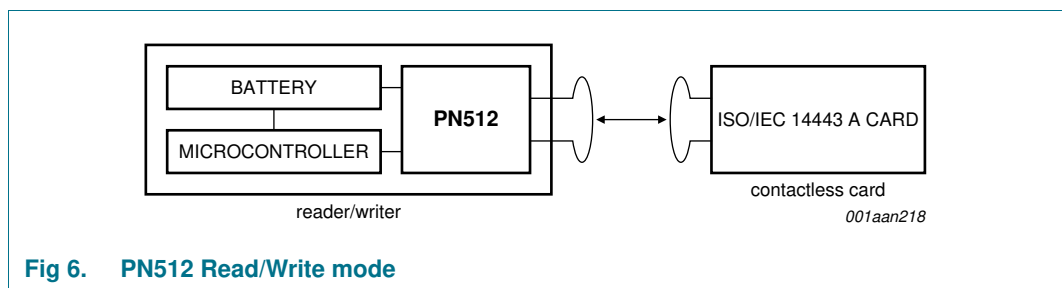 BATTERY
MICROCONTROLLER
PN512
ISO/IEC 14443 A CARD
reader/writer
contactless card
001aan218
Fig 6. PN512 Read/Write mode